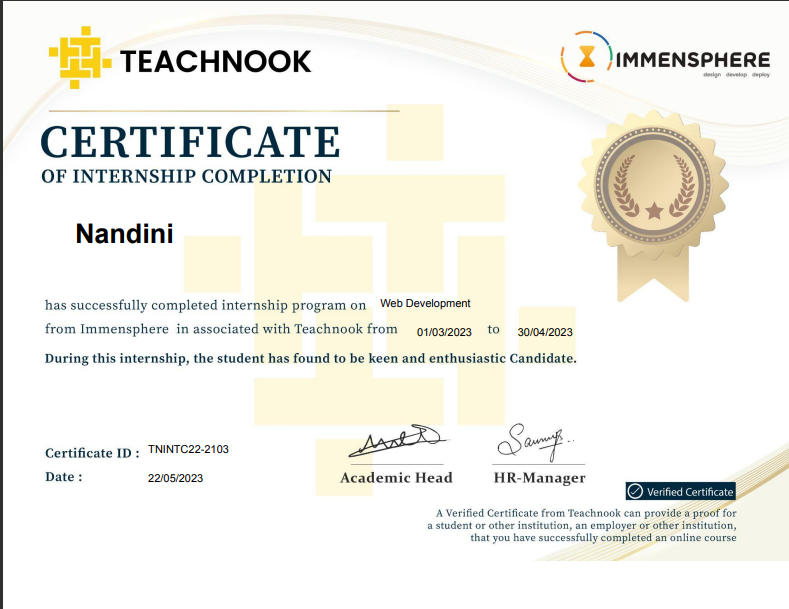 TEACHNOOK
IMMENSPHERE
design develop deploy
CERTIFICATE
OF INTERNSHIP COMPLETION
Nandini
has successfully completed internship program on Web Development
from Immensphere in associated with Teachnook from 01/03/2023 to 30/04/2023
During this internship, the student has found to be keen and enthusiastic Candidate.
Certificate ID : TNINTC22-2103
Date : 22/05/2023
Academic Head
HR-Manager
Verified Certificate
A Verified Certificate from Teachnook can provide a proof for
a student or other institution, an employer or other institution,
that you have successfully completed an online course